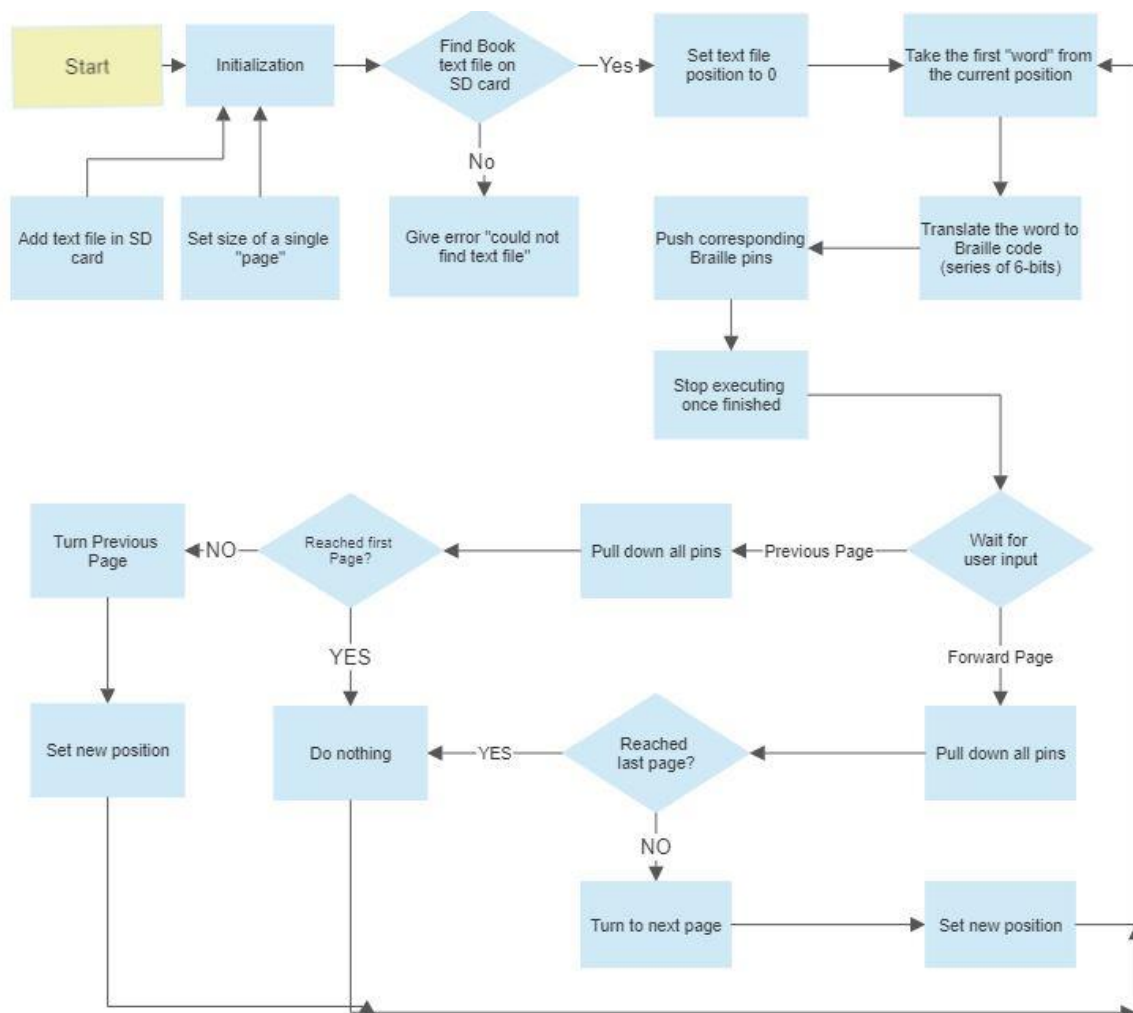 Start
Initialization
Find Book
text file on
SD card
Yes
Set text file
position to 0
Take the first "word" from
the current position
No
Add text file in SD
card
Set size of a single
"page"
Give error "could not
find text file"
Push corresponding
Braille pins
Translate the word to
Braille code
(series of 6-bits)
Stop executing
once finished
Turn Previous
Page
NO
Reached first
Page?
Pull down all pins
Previous Page
Wait for
user input
YES
Forward Page
Set new position
Do nothing
YES
Reached
last page?
Pull down all pins
NO
Turn to next page
Set new position